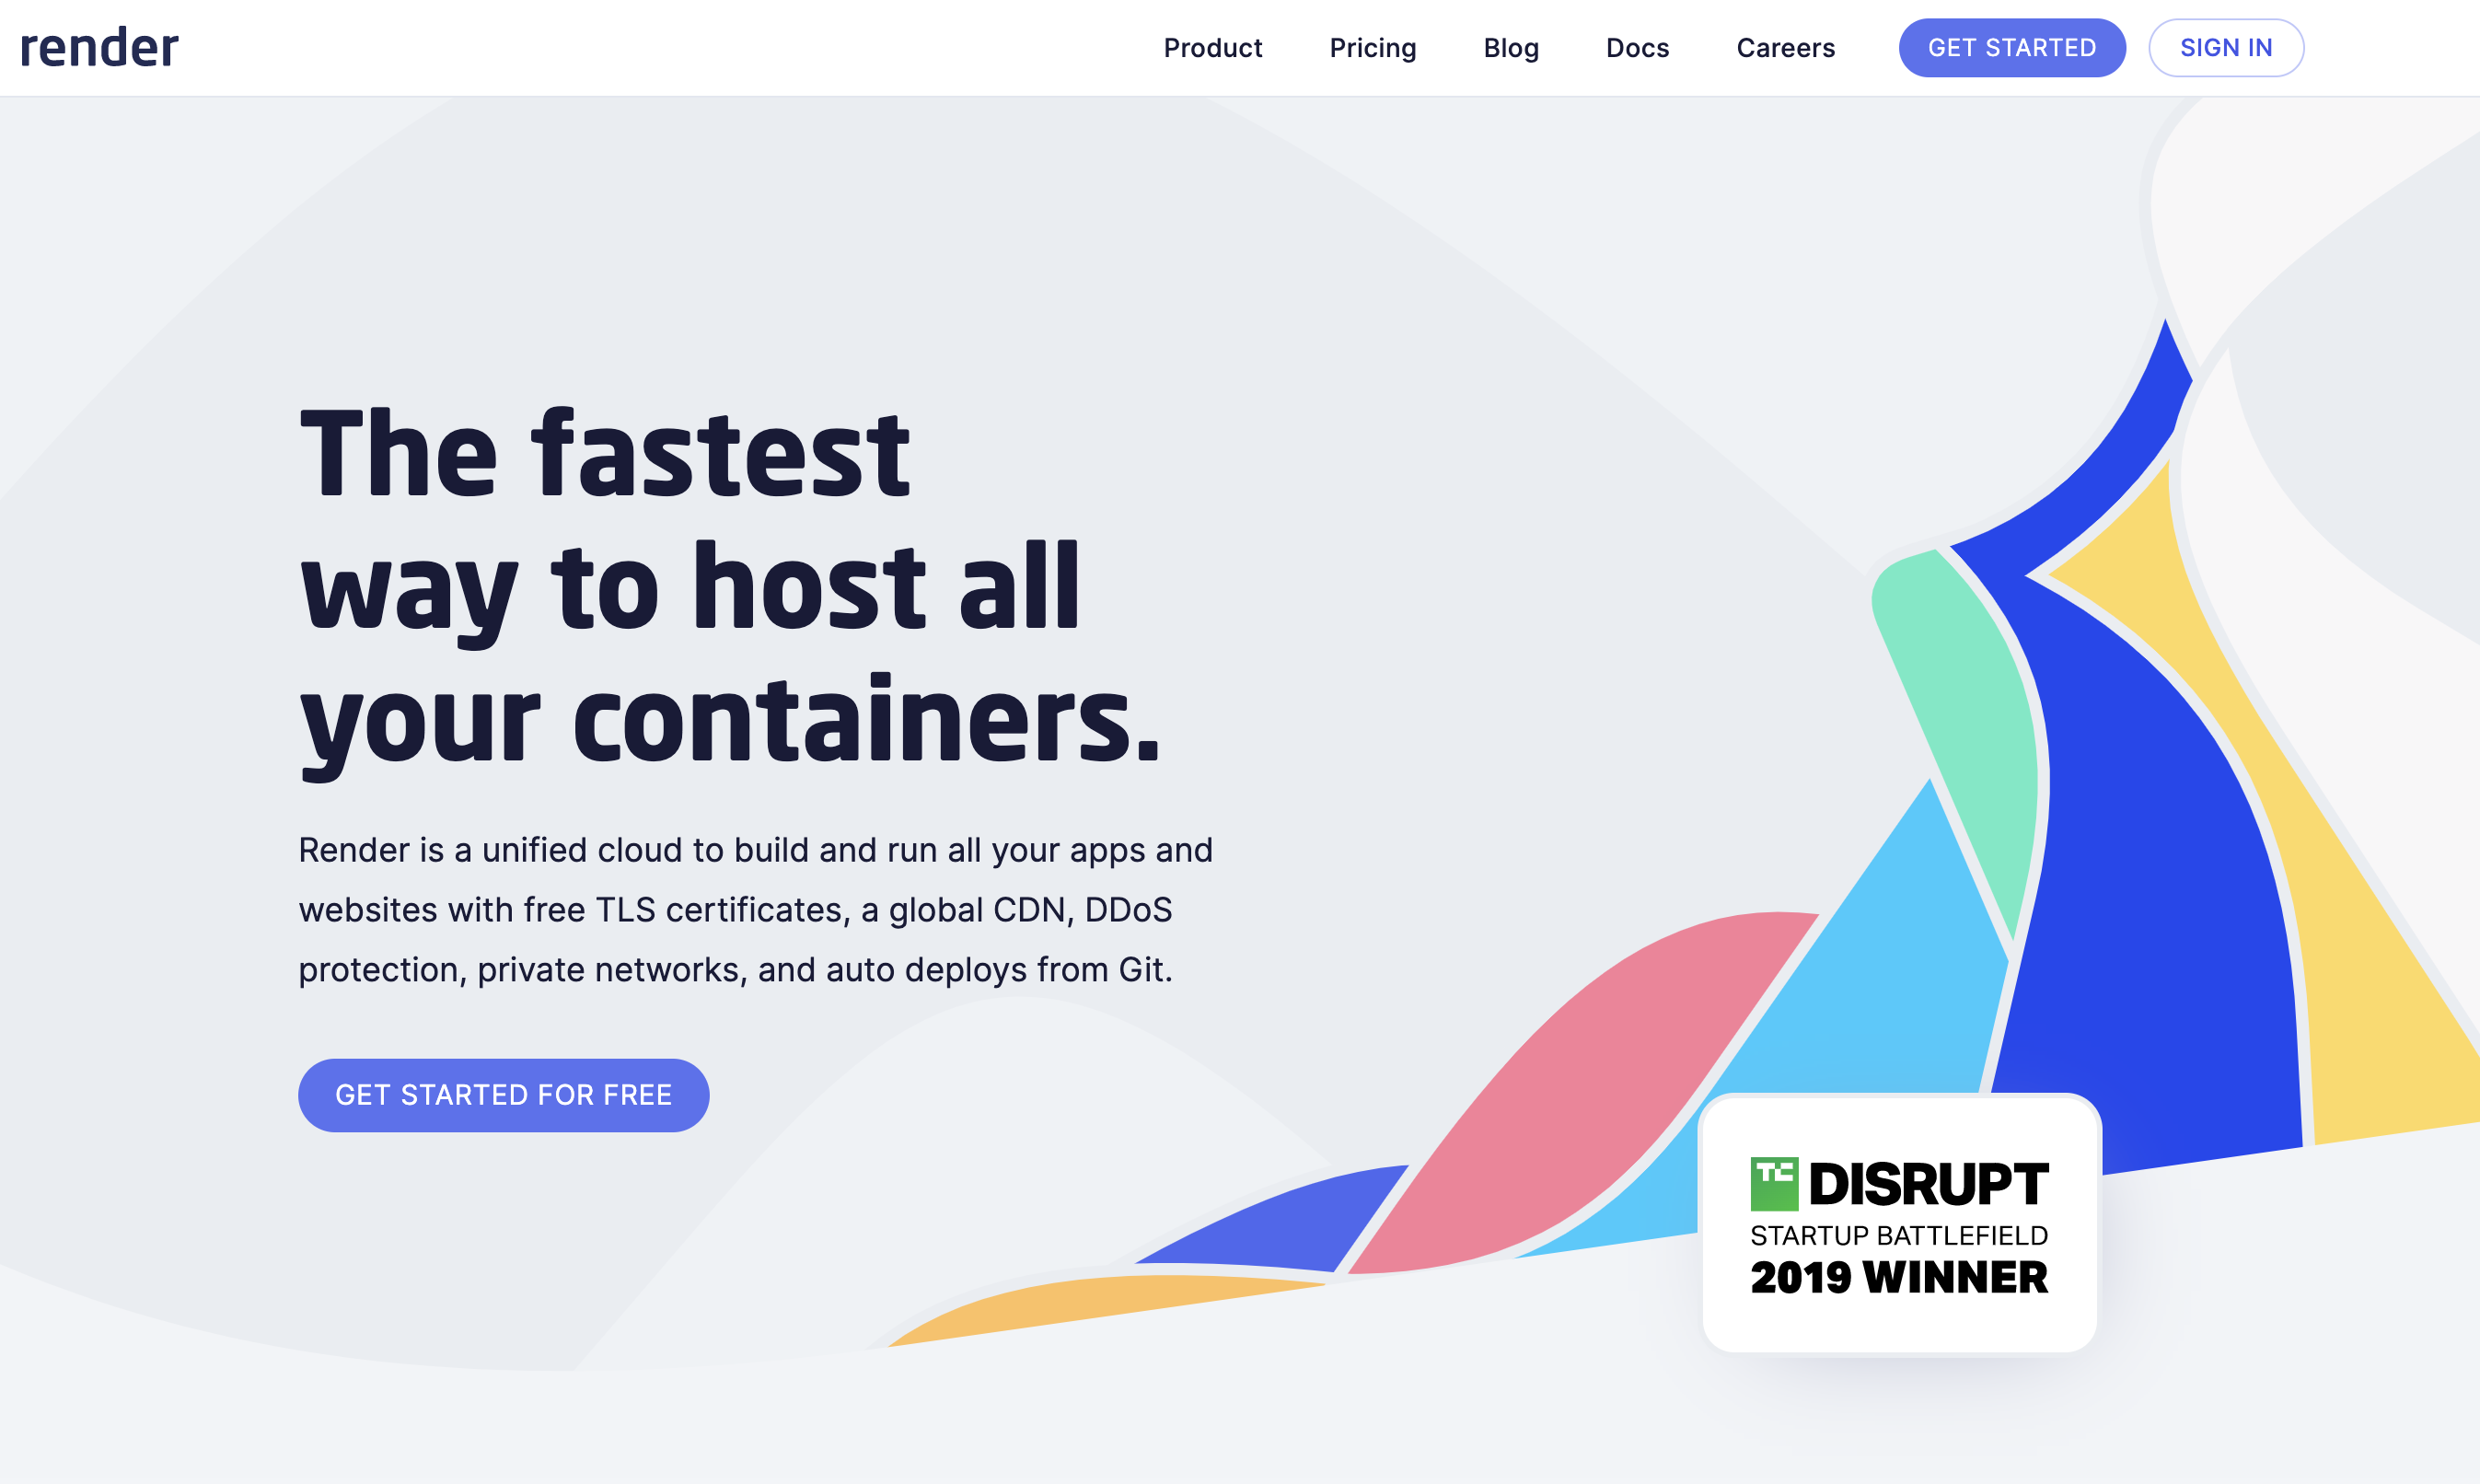 render
Product Pricing Blog Docs Careers GET STARTED SIGN IN
The fastest
way to host all
your containers.
Render is a unified cloud to build and run all your apps and
websites with free TLS certificates, a global CDN, DDoS
protection, private networks, and auto deploys from Git.
GET STARTED FOR FREE
TC DISRUPT
STARTUP BATTLEFIELD
2019 WINNER